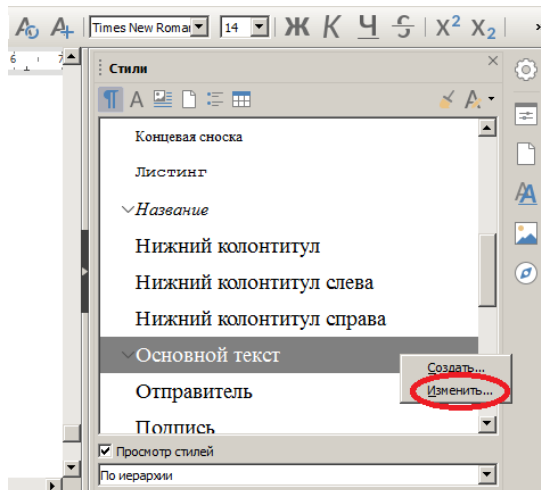 Times New Roma 14 Ж К Ч S X² X₂
6 7
Стили
Концевая сноска
Листинг
Название
Нижний колонтитул
Нижний колонтитул слева
Нижний колонтитул справа
Основной текст
Создать...
Изменить...
Отправитель
Подпись
Просмотр стилей
По иерархии